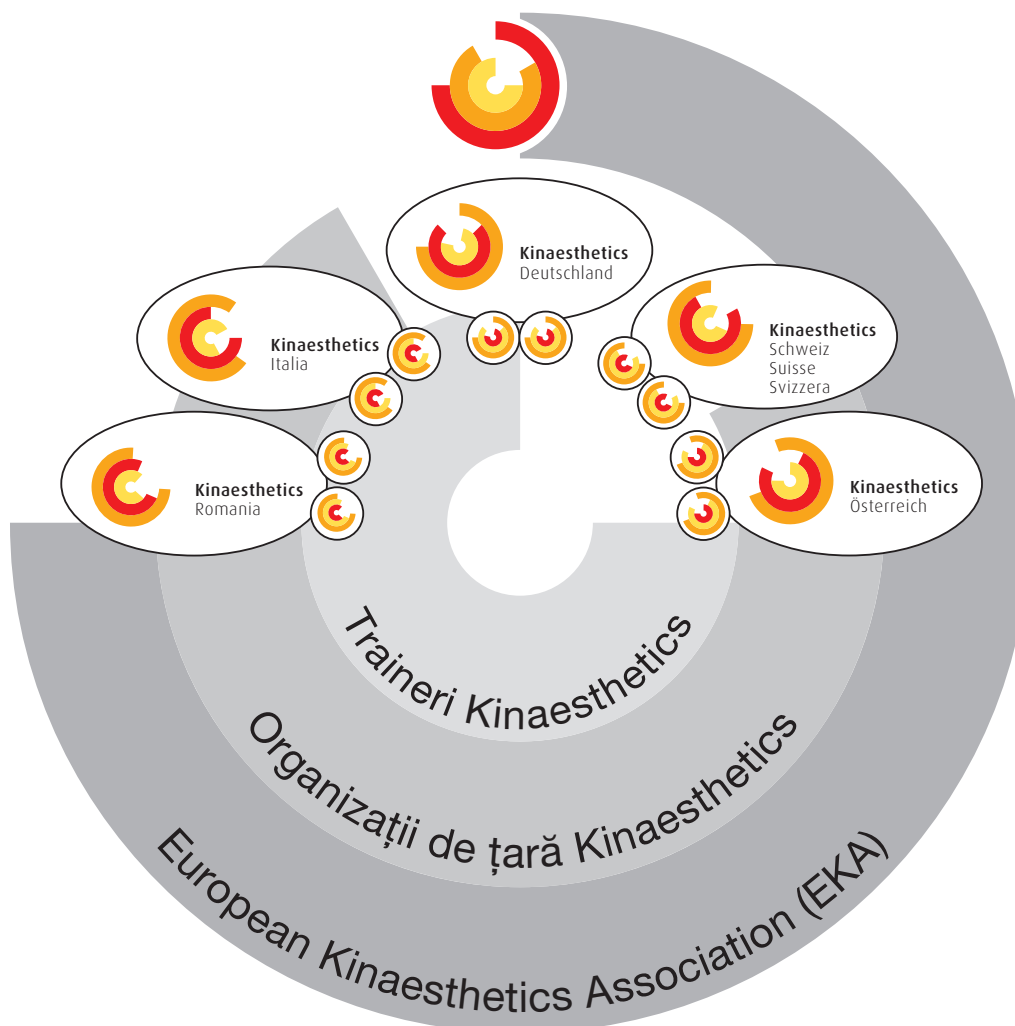 Kinaesthetics
Deutschland
Kinaesthetics
Italia
Kinaesthetics
Schweiz
Suisse
Svizzera
Kinaesthetics
Romania
Kinaesthetics
Österreich
Traineri Kinaesthetics
Organizații de țară Kinaesthetics
European Kinaesthetics Association (EKA)